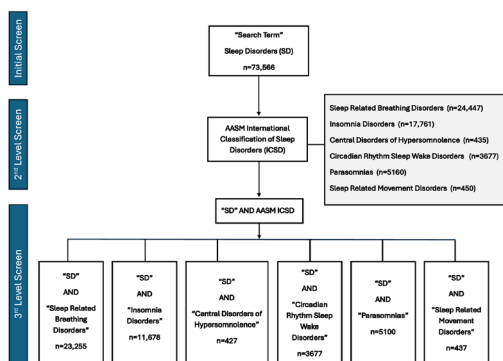 Initial Screen
"Search Term"
Sleep Disorders (SD)
n=73,566
2nd Level Screen
AASM International
Classification of Sleep
Disorders (ICSD)
Sleep Related Breathing Disorders (n=24,447)
Insomnia Disorders (n=17,761)
Central Disorders of Hypersomnolence (n=435)
Circadian Rhythm Sleep Wake Disorders (n=3677)
Parasomnias (n=5160)
Sleep Related Movement Disorders (n=450)
3rd Level Screen
"SD" AND AASM ICSD
"SD"
AND
"Sleep Related
Breathing
Disorders"
n=23,255
"SD"
AND
"Insomnia
Disorders"
n=11,678
"SD"
AND
"Central Disorders of
Hypersomnolence"
n=427
"SD"
AND
"Circadian
Rhythm Sleep
Wake
Disorders"
n=3677
"SD"
AND
"Parasomnias"
n=5100
"SD"
AND
"Sleep Related
Movement
Disorders"
n=437